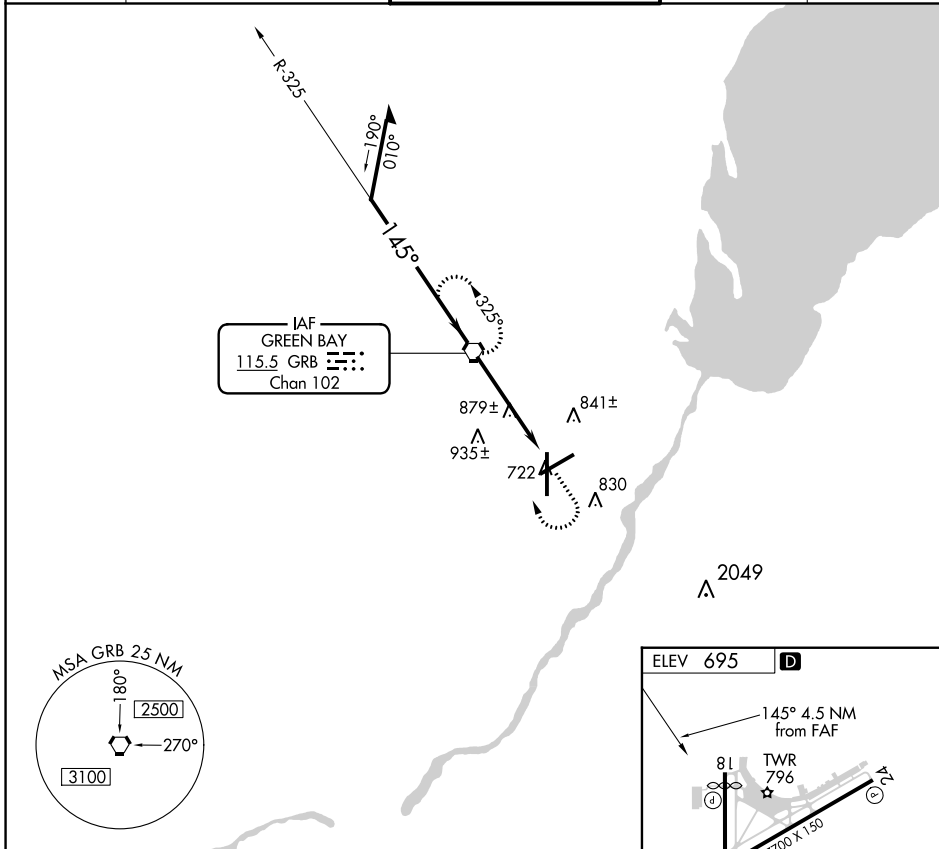 R-325
190°
010°
145°
325°
IAF
GREEN BAY
115.5 GRB
Chan 102
879±
841±
935±
722
830
2049
MSA GRB 25 NM
180°
2500
270°
3100
ELEV 695 D
145° 4.5 NM
from FAF
18
TWR
796
P
24
P
700 X 150